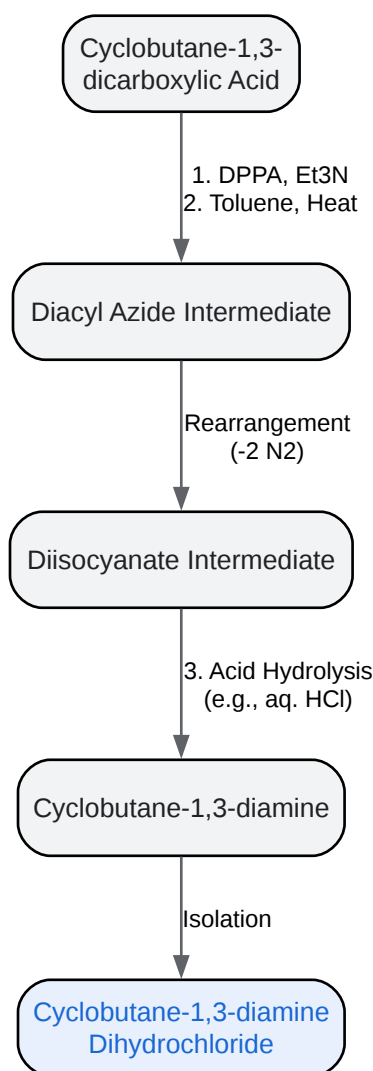 Cyclobutane-1,3-
dicarboxylic Acid
1. DPPA, Et3N
2. Toluene, Heat
Diacyl Azide Intermediate
Rearrangement
(-2 N2)
Diisocyanate Intermediate
3. Acid Hydrolysis
(e.g., aq. HCl)
Cyclobutane-1,3-diamine
Isolation
Cyclobutane-1,3-diamine
Dihydrochloride